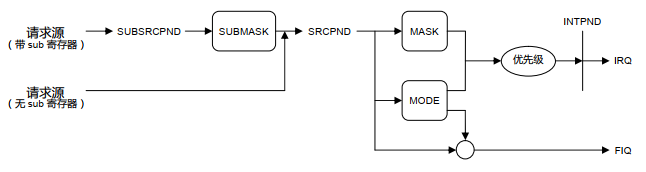 请求源
（带 sub 寄存器）
SUBSRCPND
SUBMASK
SRCPND
MASK
INTPND
优先级
IRQ
请求源
（无 sub 寄存器）
MODE
FIQ